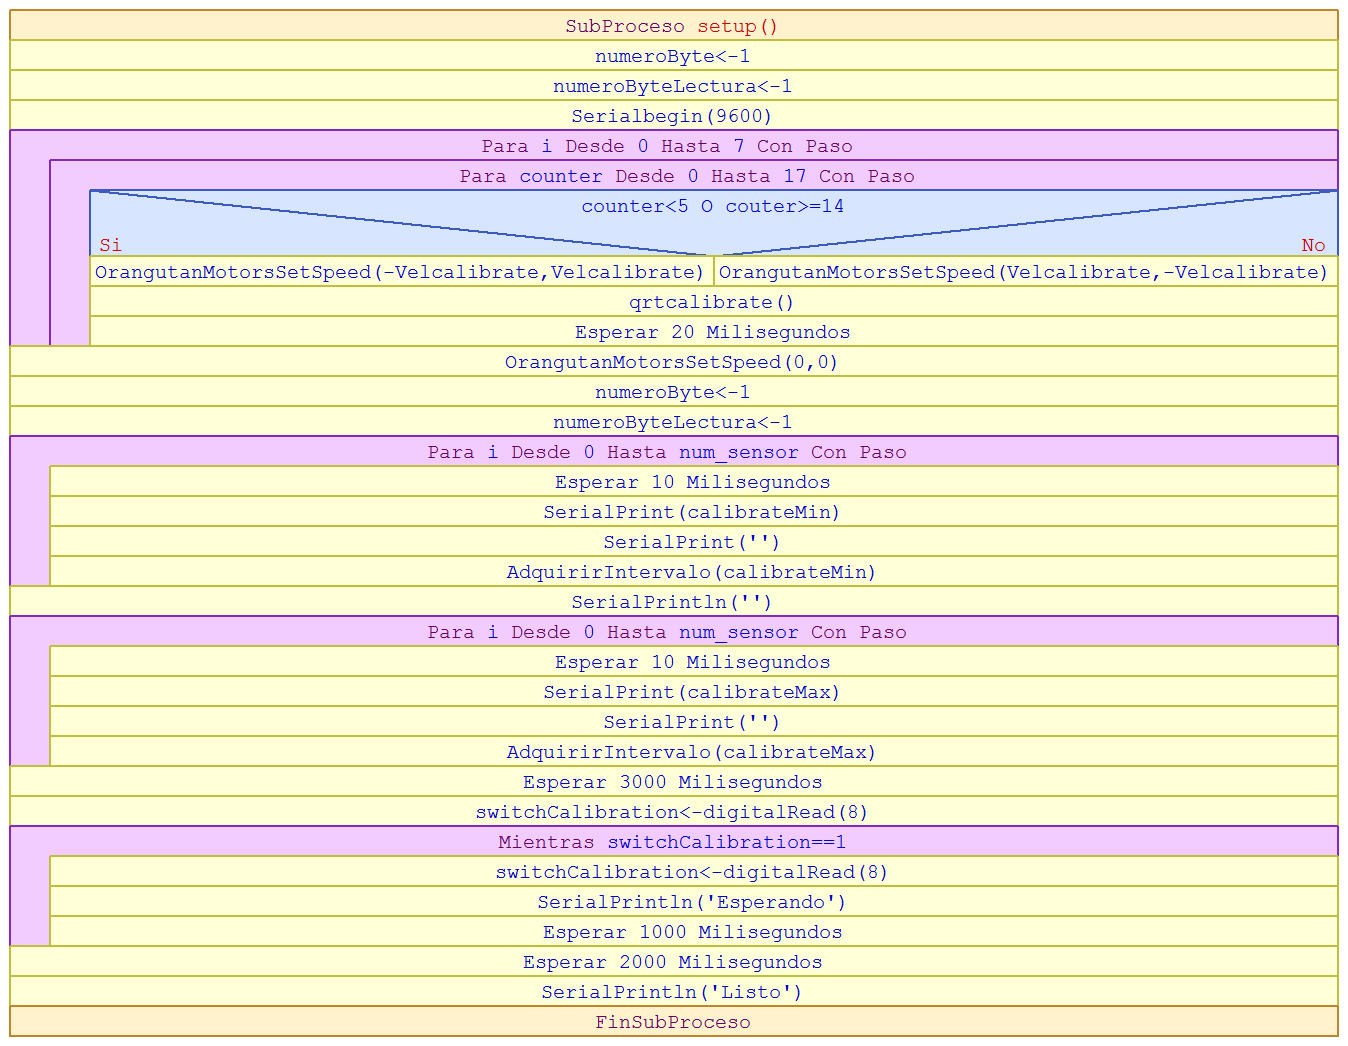 SubProceso setup()
numeroByte<-1
numeroByteLectura<-1
Serialbegin(9600)
Para i Desde 0 Hasta 7 Con Paso
Para counter Desde 0 Hasta 17 Con Paso
counter<5 O couter>=14
Si No
OrangutanMotorsSetSpeed(-Velcalibrate,Velcalibrate) OrangutanMotorsSetSpeed(Velcalibrate,-Velcalibrate)
qrtcalibrate()
Esperar 20 Milisegundos
OrangutanMotorsSetSpeed(0,0)
numeroByte<-1
numeroByteLectura<-1
Para i Desde 0 Hasta num_sensor Con Paso
Esperar 10 Milisegundos
SerialPrint(calibrateMin)
SerialPrint('')
AdquirirIntervalo(calibrateMin)
SerialPrintln('')
Para i Desde 0 Hasta num_sensor Con Paso
Esperar 10 Milisegundos
SerialPrint(calibrateMax)
SerialPrint('')
AdquirirIntervalo(calibrateMax)
Esperar 3000 Milisegundos
switchCalibration<-digitalRead(8)
Mientras switchCalibration==1
switchCalibration<-digitalRead(8)
SerialPrintln('Esperando')
Esperar 1000 Milisegundos
Esperar 2000 Milisegundos
SerialPrintln('Listo')
FinSubProceso